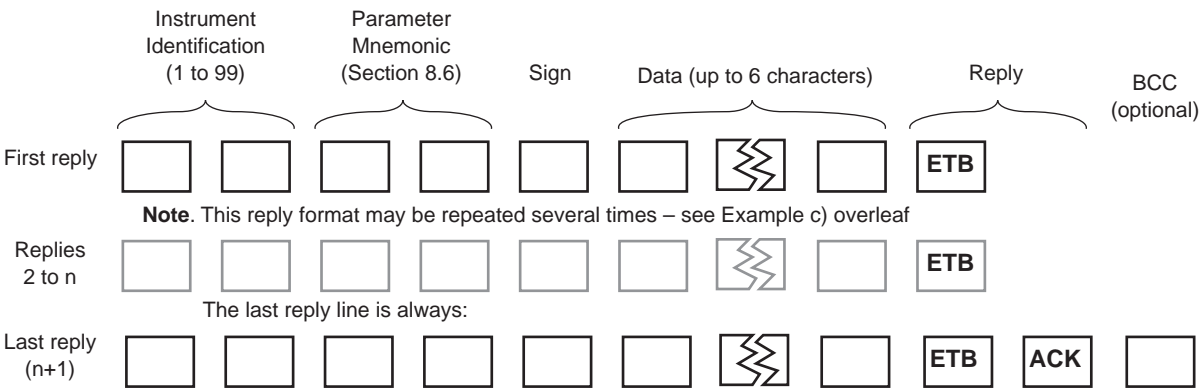 Instrument
Identification
(1 to 99)
Parameter
Mnemonic
(Section 8.6)
Sign
Data (up to 6 characters)
Reply
BCC
(optional)
First reply
ETB
Note. This reply format may be repeated several times – see Example c) overleaf
Replies
2 to n
ETB
The last reply line is always:
Last reply
(n+1)
ETB
ACK